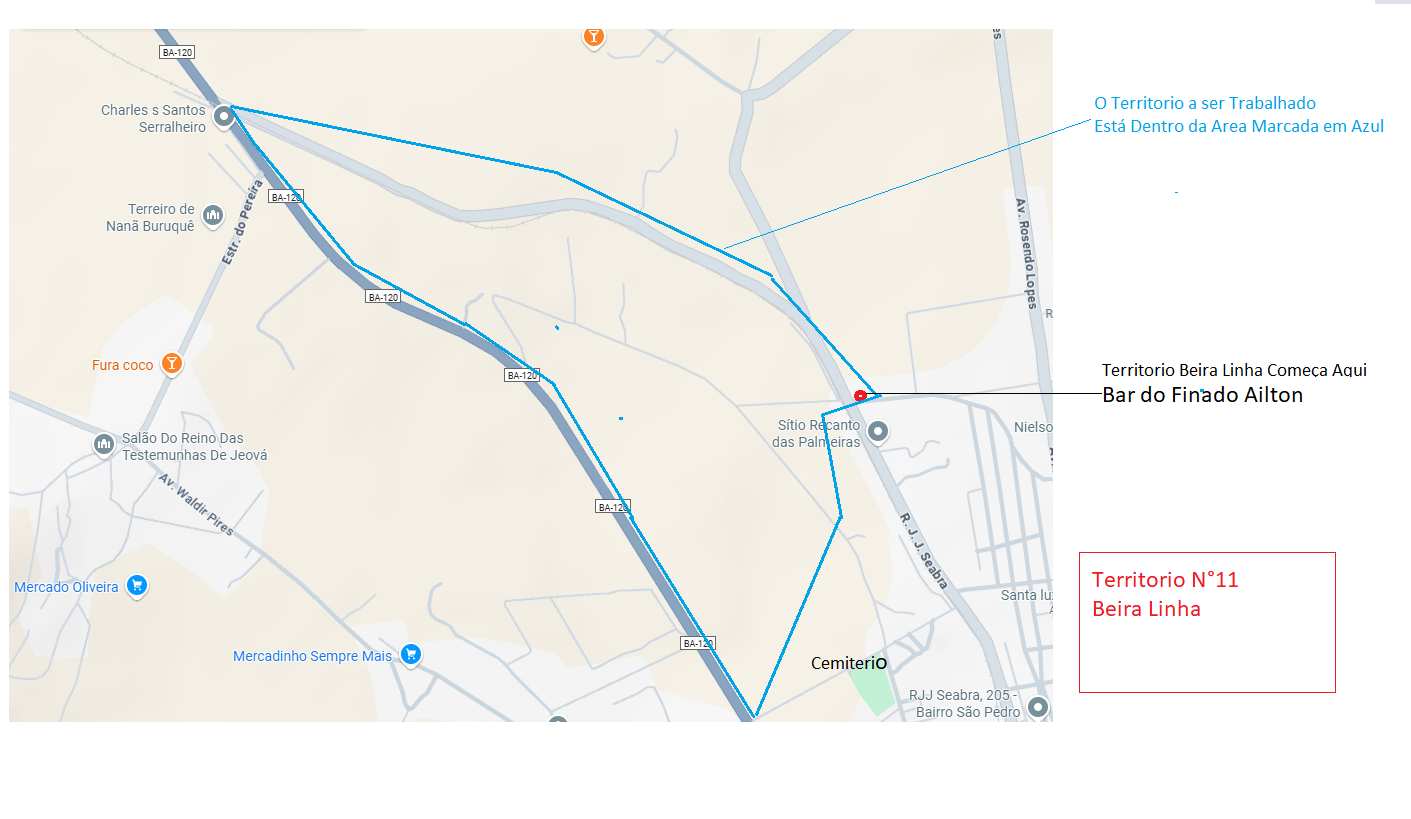 BA-120
Charles s Santos
Serralheiro
O Territorio a ser Trabalhado
Está Dentro da Area Marcada em Azul
BA-120
Terreiro de
Nanã Buruquê
Estr. do Pereira
Av. Rosendo Lopes
BA-120
Fura coco
BA-120
Territorio Beira Linha Começa Aqui
Bar do Finado Ailton
Sítio Recanto
das Palmeiras
Nielso
Salão Do Reino Das
Testemunhas De Jeová
Av. Waldir Pires
BA-120
R. J. J. Seabra
Mercado Oliveira
Santa lu
Territorio N°11
Beira Linha
BA-120
Mercadinho Sempre Mais
Cemiterio
RJJ Seabra, 205 -
Bairro São Pedro